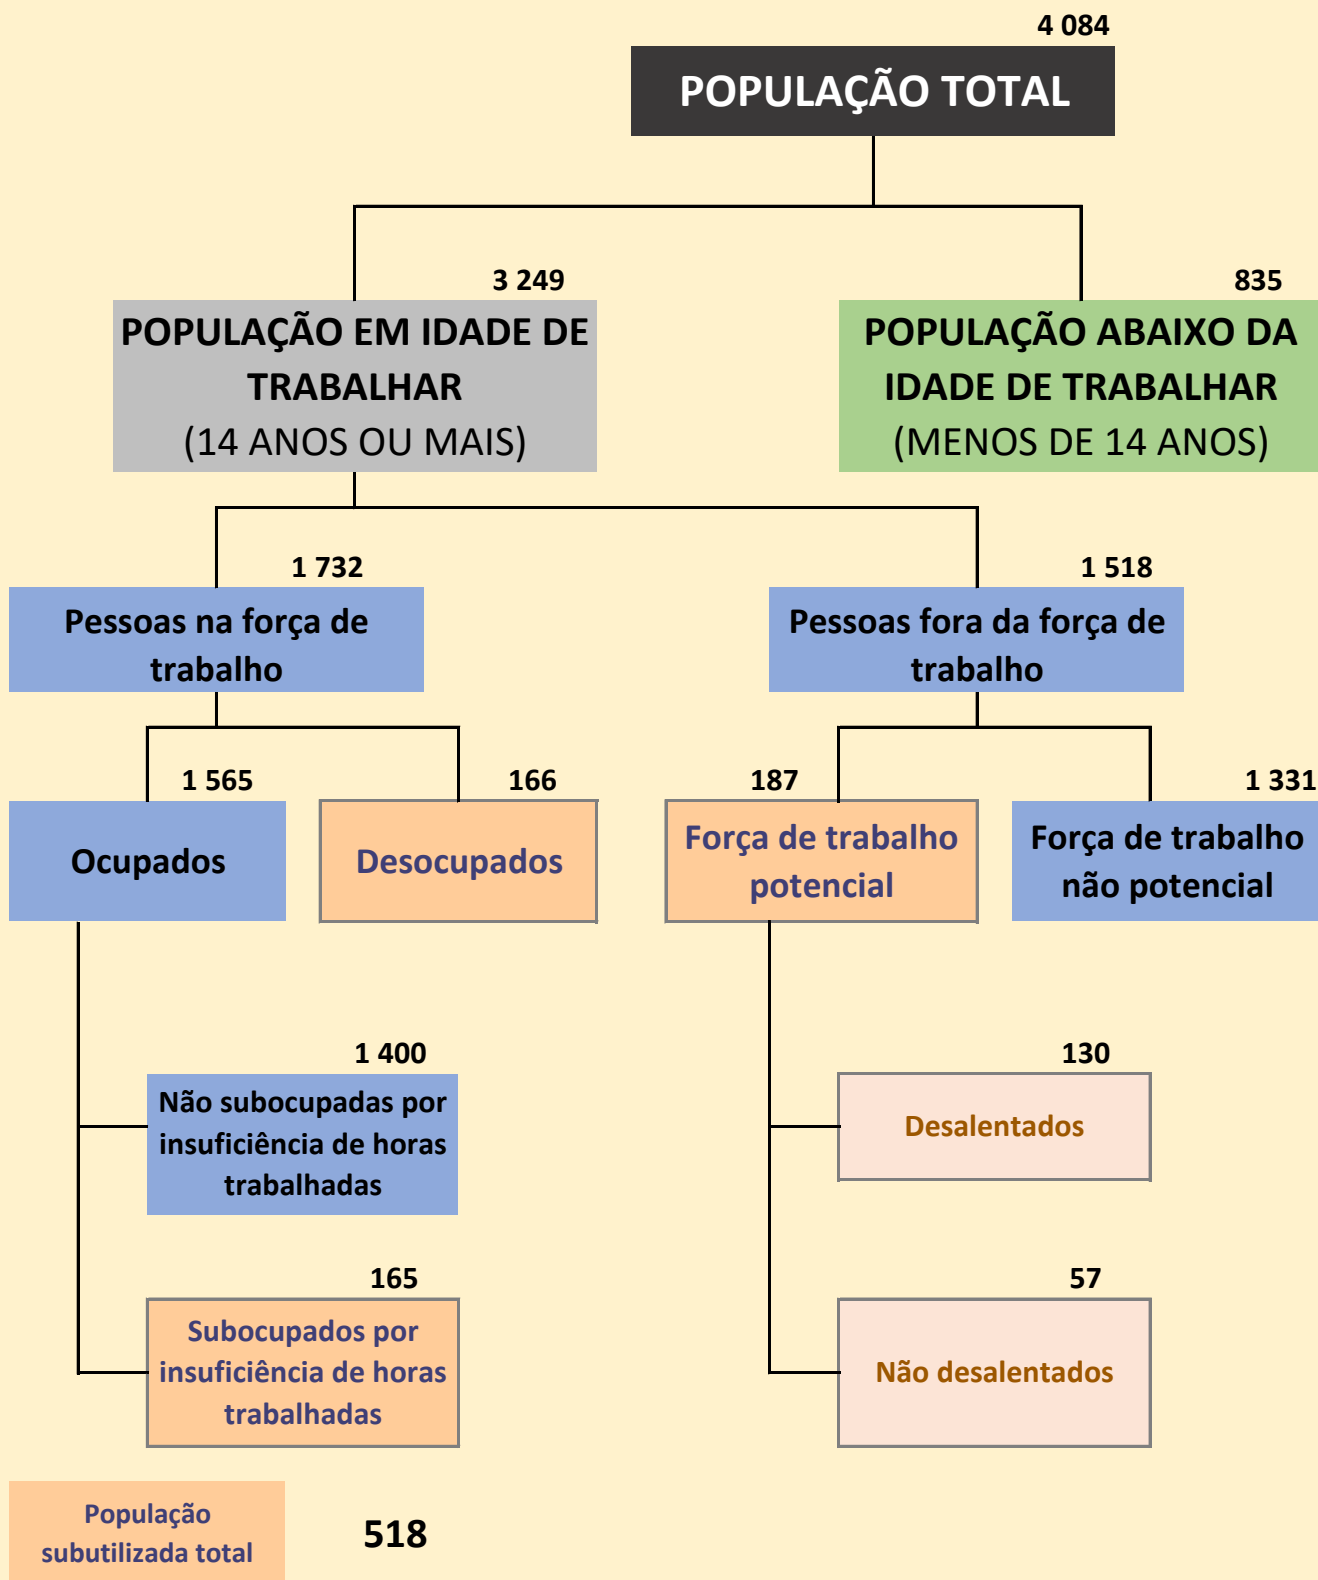 4 084
POPULAÇÃO TOTAL
3 249
POPULAÇÃO EM IDADE DE
TRABALHAR
(14 ANOS OU MAIS)
835
POPULAÇÃO ABAIXO DA
IDADE DE TRABALHAR
(MENOS DE 14 ANOS)
1 732
Pessoas na força de
trabalho
1 518
Pessoas fora da força de
trabalho
1 565
Ocupados
166
Desocupados
187
Força de trabalho
potencial
1 331
Força de trabalho
não potencial
1 400
Não subocupadas por
insuficiência de horas
trabalhadas
130
Desalentados
165
Subocupados por
insuficiência de horas
trabalhadas
57
Não desalentados
População
subutilizada total
518